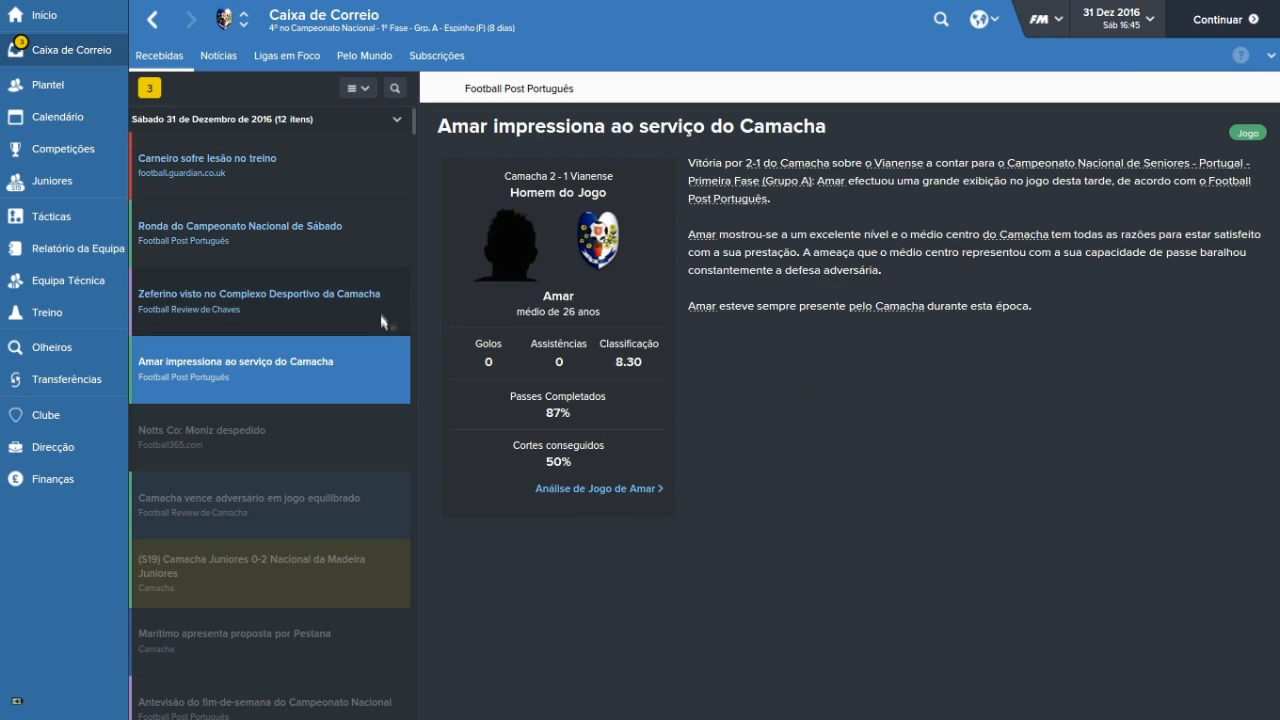 Início
3
Caixa de Correio
Plantel
Calendário
Competições
S19
Juniores
Tácticas
Relatório da Equipa
Equipa Técnica
Treino
Olheiros
Transferências
Clube
Direcção
Finanças
Caixa de Correio
4º no Campeonato Nacional - 1ª Fase - Grp. A - Espinho (F) (8 dias)
FM
31 Dez 2016
Sáb 16:45
Continuar
Recebidas
Notícias
Ligas em Foco
Pelo Mundo
Subscrições
?
3
Sábado 31 de Dezembro de 2016 (12 itens)
Carneiro sofre lesão no treino
football.guardian.co.uk
Ronda do Campeonato Nacional de Sábado
Football Post Português
Zeferino visto no Complexo Desportivo da Camacha
Football Review de Chaves
Amar impressiona ao serviço do Camacha
Football Post Português
Notts Co: Moniz despedido
Football365.com
Camacha vence adversário em jogo equilibrado
Football Review de Camacha
(S19) Camacha Juniores 0-2 Nacional da Madeira
Juniores
Camacha
Marítimo apresenta proposta por Pestana
Camacha
Antevisão do fim-de-semana do Campeonato Nacional
Football Post Português
Football Post Português
Amar impressiona ao serviço do Camacha
Jogo
Camacha 2 - 1 Vianense
Homem do Jogo
Amar
médio de 26 anos
Golos
0
Assistências
0
Classificação
8.30
Passes Completados
87%
Cortes conseguidos
50%
Análise de Jogo de Amar
Vitória por 2-1 do Camacha sobre o Vianense a contar para o Campeonato Nacional de Seniores - Portugal -
Primeira Fase (Grupo A): Amar efectuou uma grande exibição no jogo desta tarde, de acordo com o Football
Post Português.
Amar mostrou-se a um excelente nível e o médio centro do Camacha tem todas as razões para estar satisfeito
com a sua prestação. A ameaça que o médio centro representou com a sua capacidade de passe baralhou
constantemente a defesa adversária.
Amar esteve sempre presente pelo Camacha durante esta época.